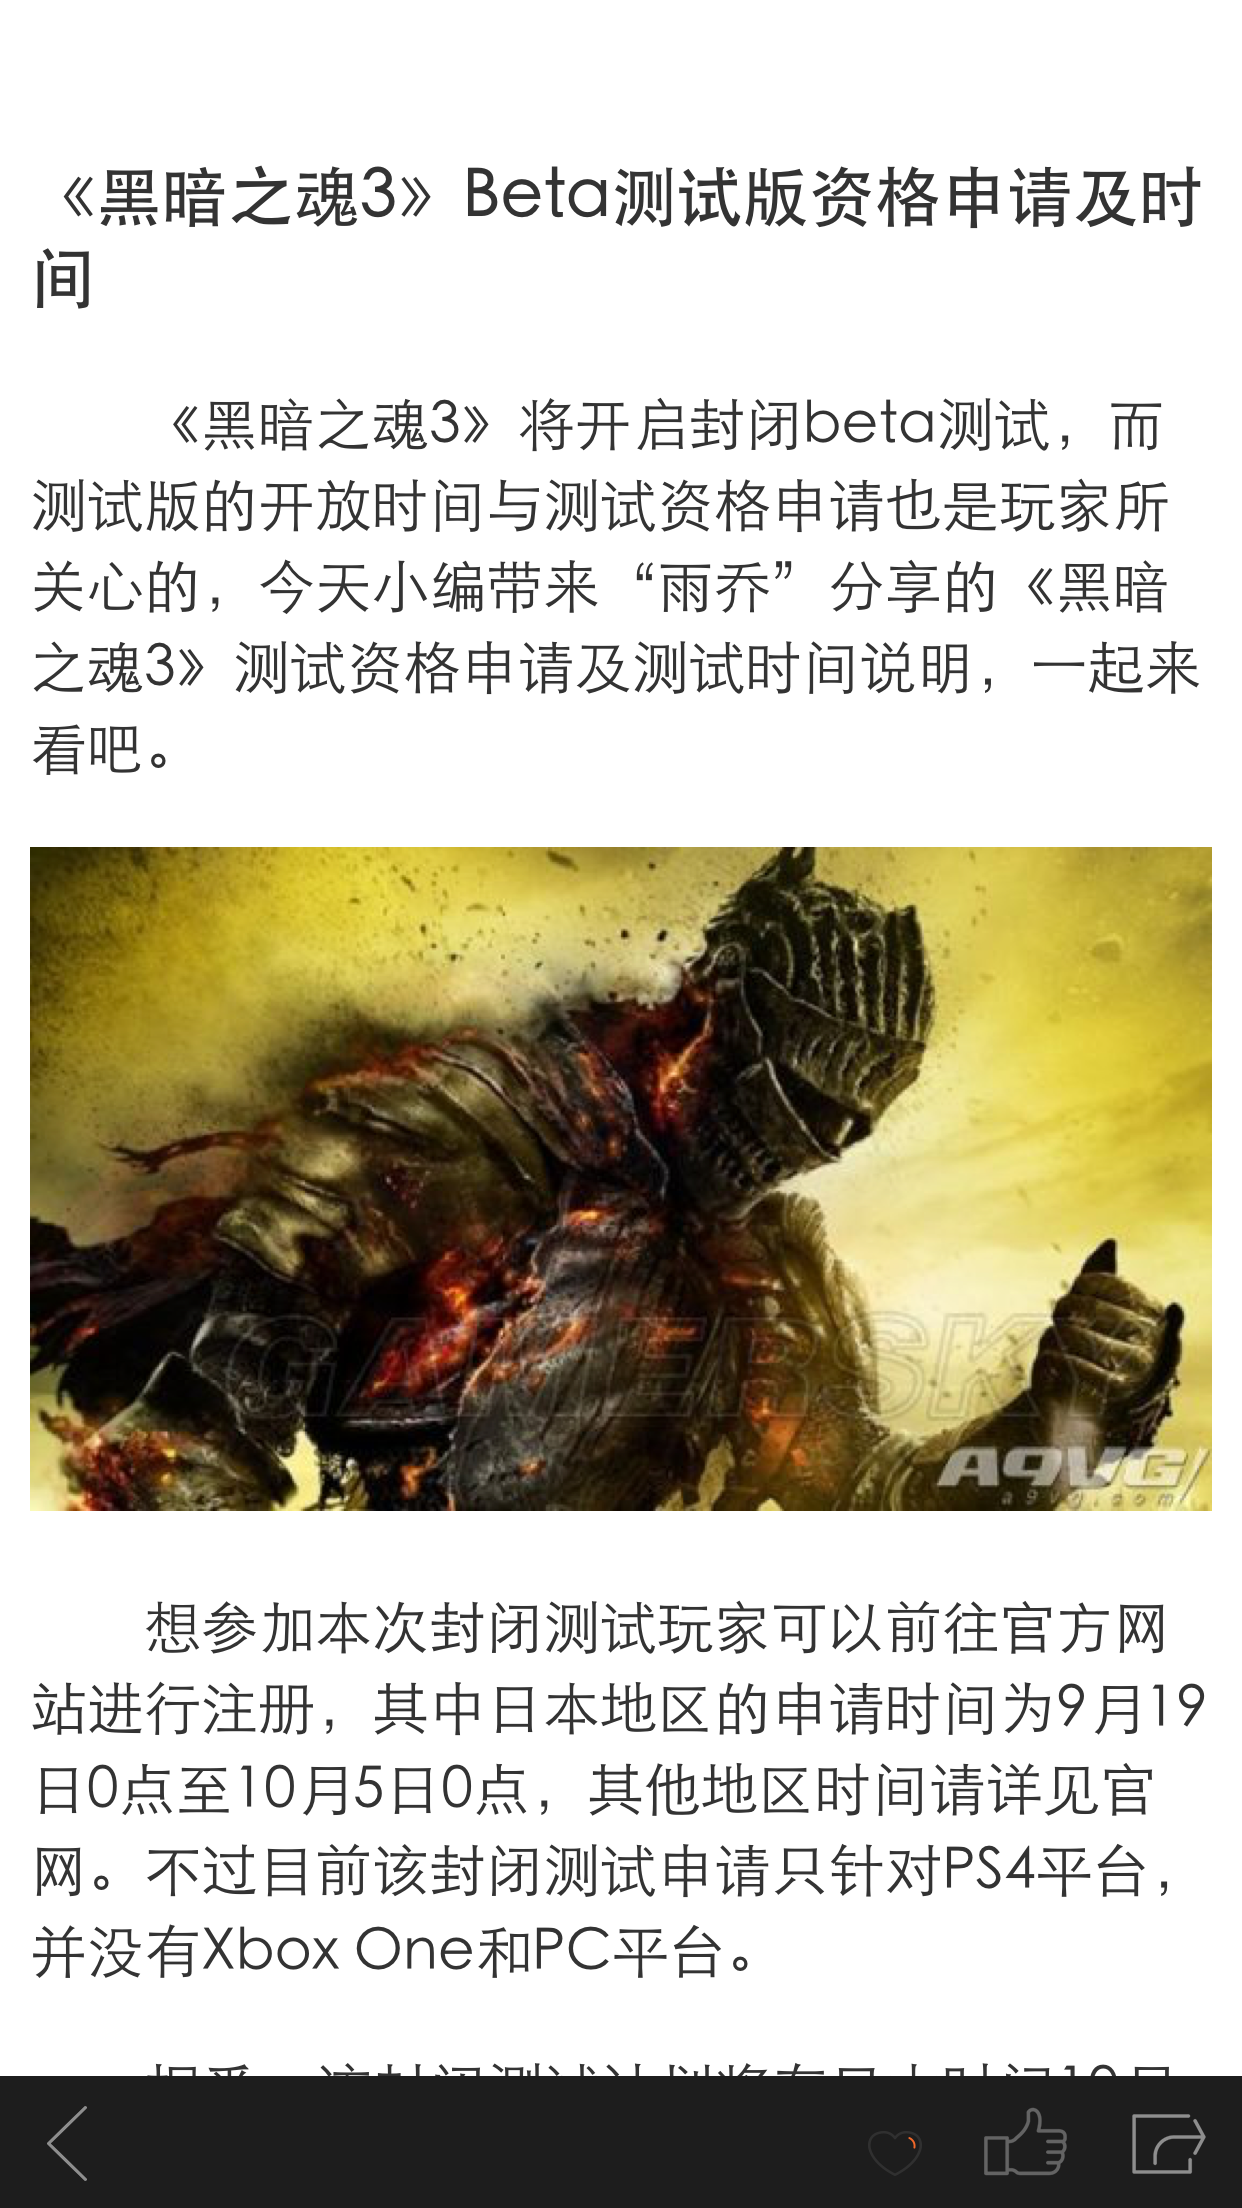 《黑暗之魂3》Beta测试版资格申请及时
间
《黑暗之魂3》将开启封闭beta测试，而
测试版的开放时间与测试资格申请也是玩家所
关心的，今天小编带来“雨乔”分享的《黑暗
之魂3》测试资格申请及测试时间说明，一起来
看吧。
GAMERSKY
A9VG
a9vg.com
想参加本次封闭测试玩家可以前往官方网
站进行注册，其中日本地区的申请时间为9月19
日0点至10月5日0点，其他地区时间请详见官
网。不过目前该封闭测试申请只针对PS4平台，
并没有Xbox One和PC平台。